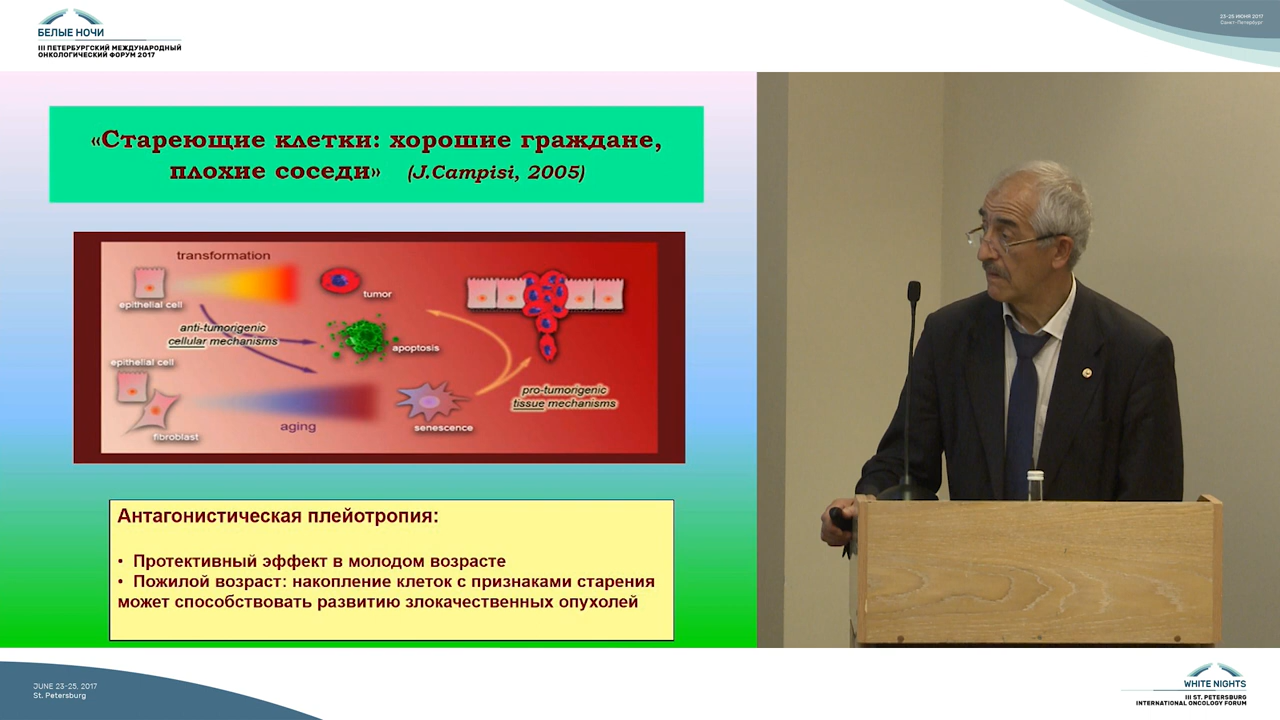 БЕЛЫЕ НОЧИ
III ПЕТЕРБУРГСКИЙ МЕЖДУНАРОДНЫЙ
ОНКОЛОГИЧЕСКИЙ ФОРУМ 2017
23-25 ИЮНЯ 2017
Санкт-Петербург
«Стареющие клетки: хорошие граждане,
плохие соседи» (J.Campisi, 2005)
transformation
epithelial cell
tumor
anti-tumorigenic
cellular mechanisms
apoptosis
epithelial cell
pro-tumorigenic
tissue mechanisms
aging
senescence
fibroblast
Антагонистическая плейотропия:
• Протективный эффект в молодом возрасте
• Пожилой возраст: накопление клеток с признаками старения
может способствовать развитию злокачественных опухолей
JUNE 23-25, 2017
St. Petersburg
WHITE NIGHTS
III ST. PETERSBURG
INTERNATIONAL ONCOLOGY FORUM